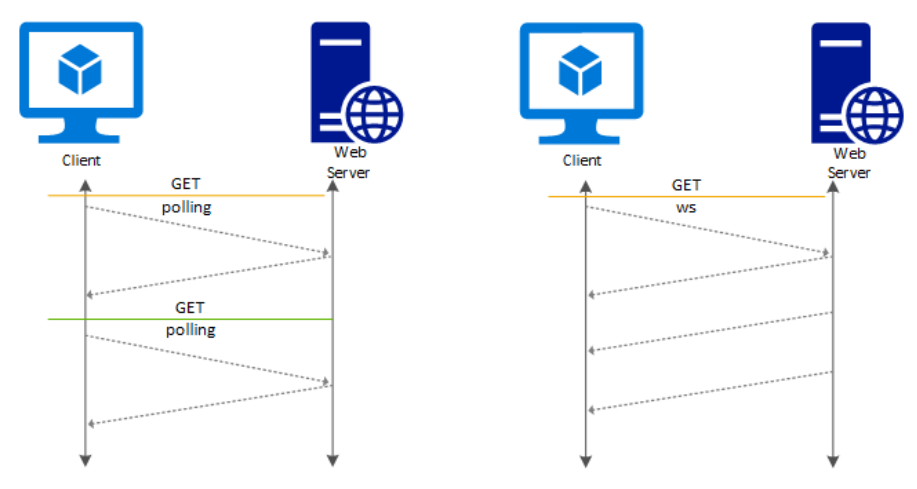 Client
Web
Server
GET
polling
GET
polling
Client
Web
Server
GET
ws